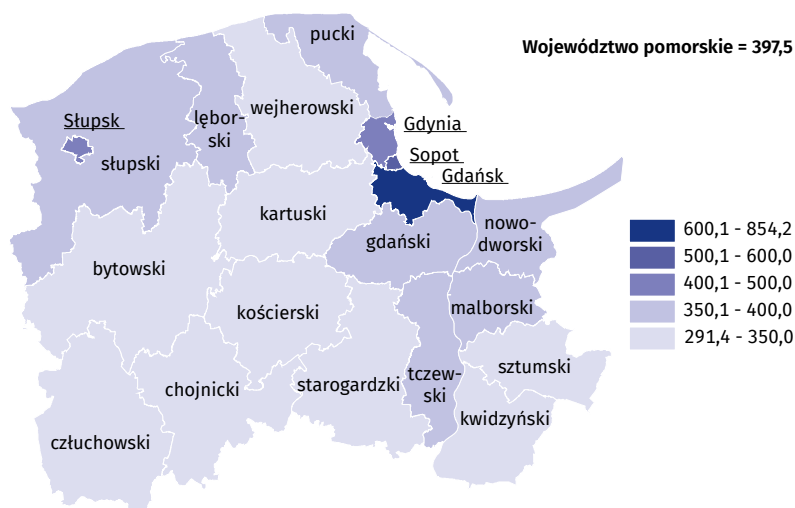 pucki
Województwo pomorskie = 397,5
wejherowski
lębor-
ski
Słupsk
słupski
Gdynia
Sopot
Gdańsk
kartuski
gdański
nowo-
dworski
bytowski
kościerski
malborski
chojnicki
starogardzki
tczew-
ski
sztumski
kwidzyński
człuchowski
600,1 - 854,2
500,1 - 600,0
400,1 - 500,0
350,1 - 400,0
291,4 - 350,0